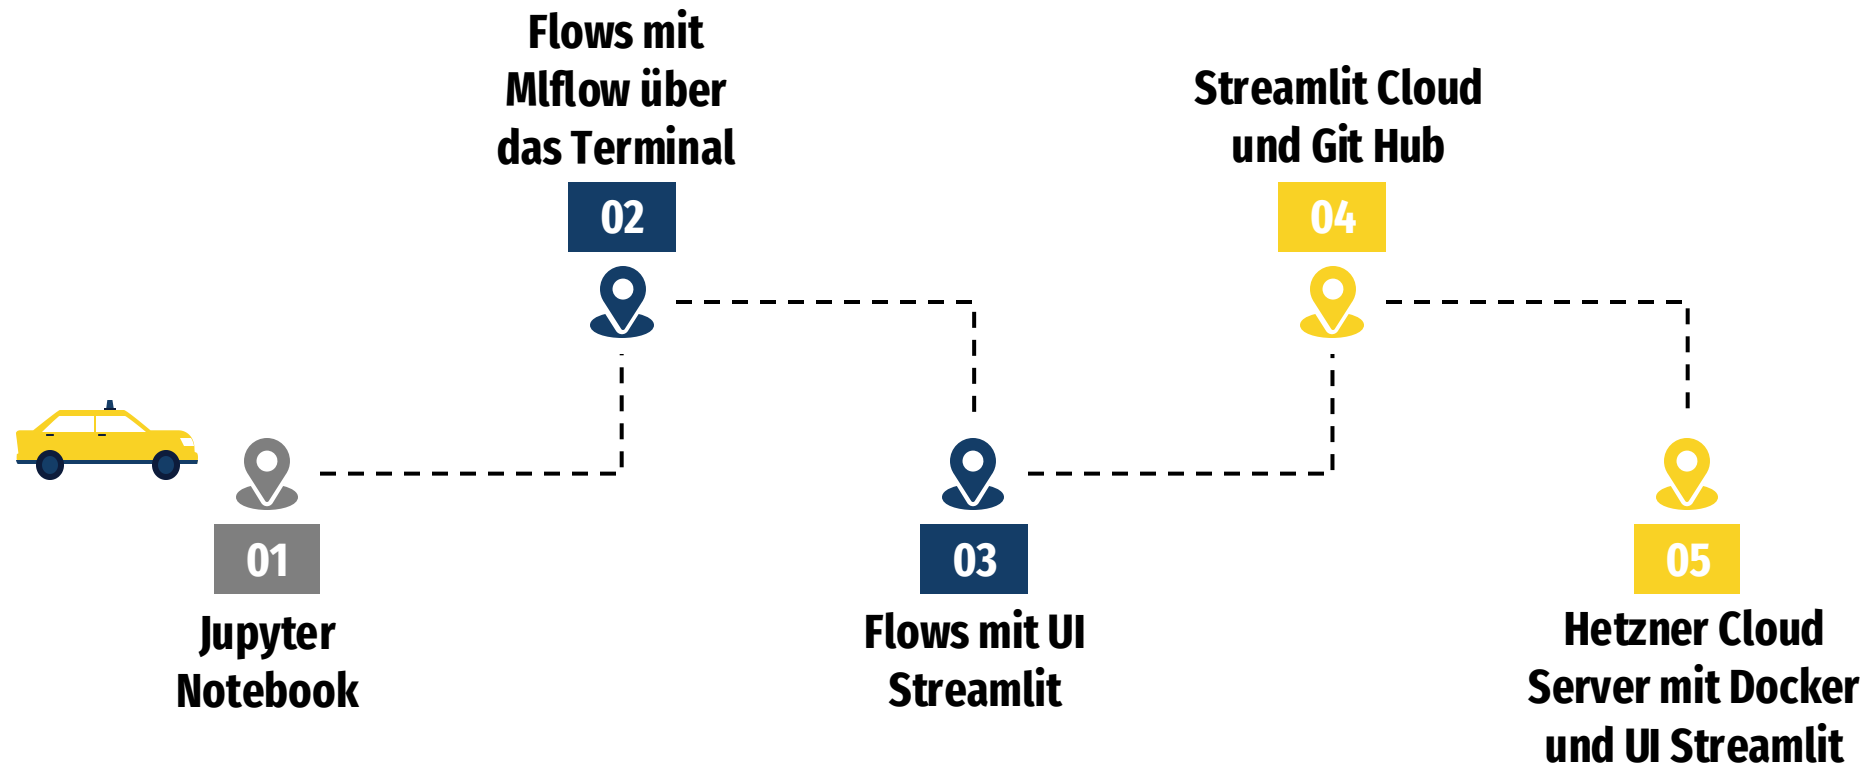 01
Jupyter
Notebook
Flows mit
Mlflow über
das Terminal
02
03
Flows mit UI
Streamlit
Streamlit Cloud
und Git Hub
04
05
Hetzner Cloud
Server mit Docker
und UI Streamlit